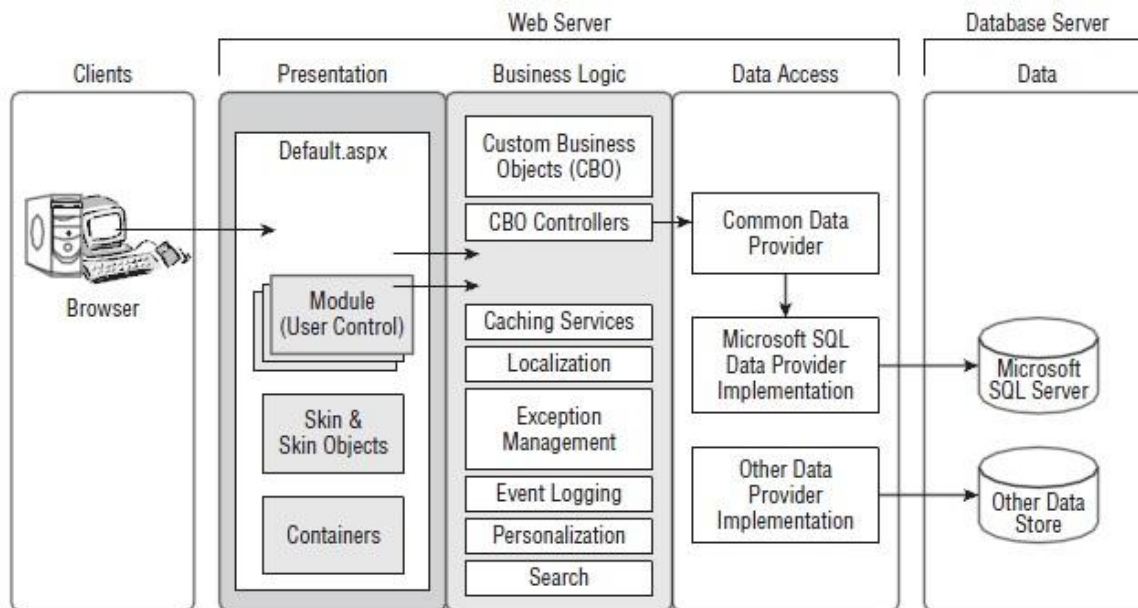 Web Server
Database Server
Clients
Presentation
Business Logic
Data Access
Data
Browser
Default.aspx
Module
(User Control)
Skin &
Skin Objects
Containers
Custom Business
Objects (CBO)
CBO Controllers
Caching Services
Localization
Exception
Management
Event Logging
Personalization
Search
Common Data
Provider
Microsoft SQL
Data Provider
Implementation
Other Data
Provider
Implementation
Microsoft
SQL Server
Other Data
Store